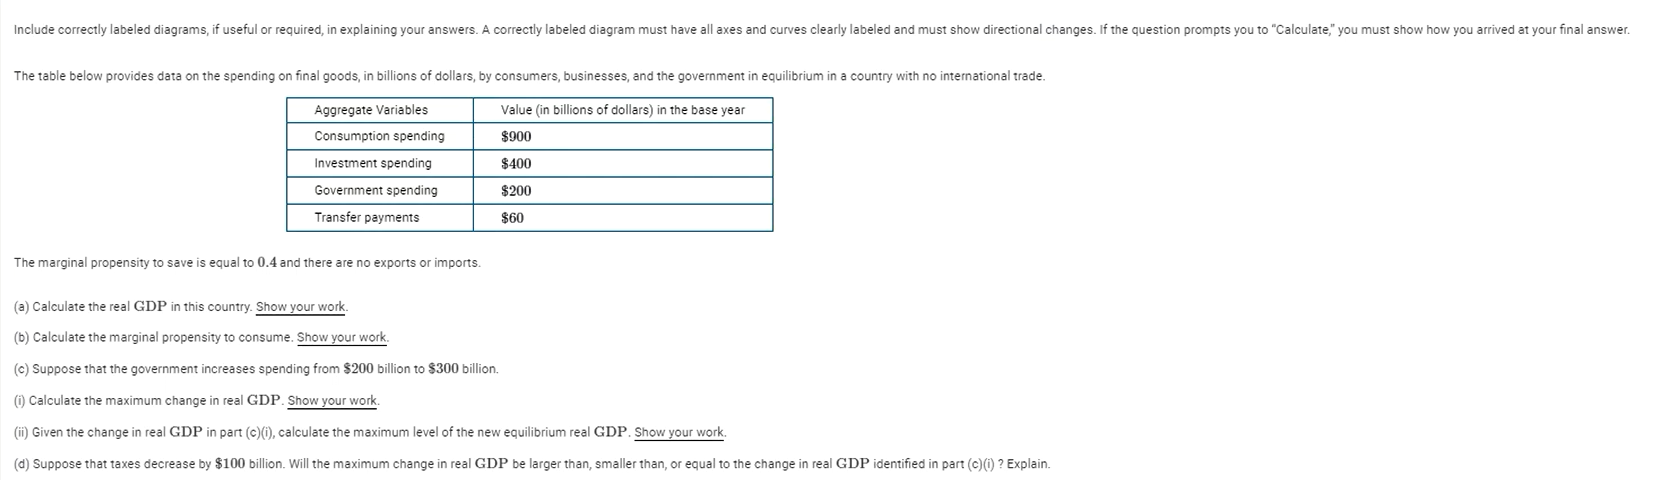 Include correctly labeled diagrams, if useful or required, in explaining your answers. A correctly labeled diagram must have all axes and curves clearly labeled and must show directional changes. If the question prompts you to "Calculate," you must show how you arrived at your final answer.
The table below provides data on the spending on final goods, in billions of dollars, by consumers, businesses, and the government in equilibrium in a country with no international trade.
Aggregate Variables Value (in billions of dollars) in the base year
Consumption spending $900
Investment spending $400
Government spending $200
Transfer payments $60
The marginal propensity to save is equal to 0.4 and there are no exports or imports.
(a) Calculate the real GDP in this country. Show your work.
(b) Calculate the marginal propensity to consume. Show your work.
(c) Suppose that the government increases spending from $200 billion to $300 billion.
(i) Calculate the maximum change in real GDP. Show your work.
(ii) Given the change in real GDP in part (c)(i), calculate the maximum level of the new equilibrium real GDP. Show your work.
(d) Suppose that taxes decrease by $100 billion. Will the maximum change in real GDP be larger than, smaller than, or equal to the change in real GDP identified in part (c)(i) ? Explain.